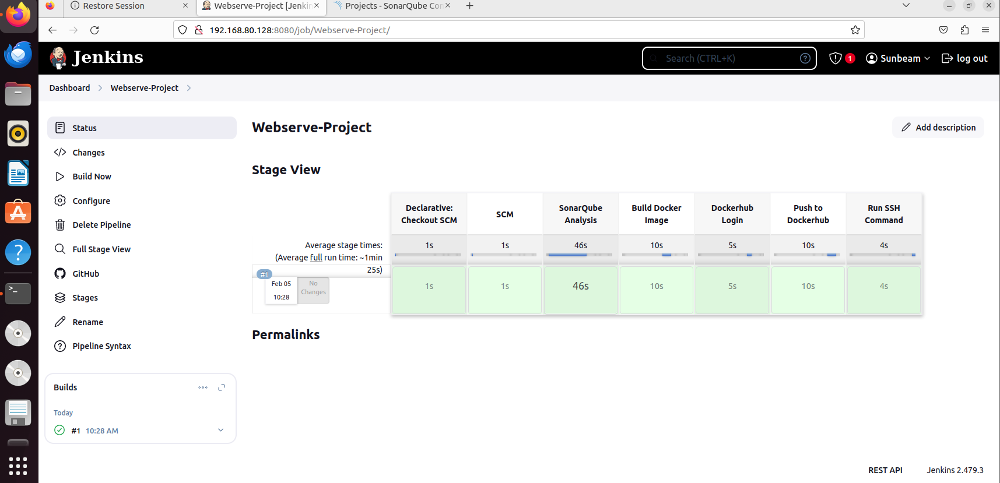 Restore Session
Webserve-Project [Jenkin
Projects - SonarQube Con
192.168.80.128:8080/job/Webserve-Project/
Jenkins
Search (CTRL+K)
1
Sunbeam
log out
Dashboard
Webserve-Project
Status
Changes
Build Now
Configure
Delete Pipeline
Full Stage View
GitHub
Stages
Rename
Pipeline Syntax
Builds
Today
#1 10:28 AM
Webserve-Project
Add description
Stage View
Declarative:
Checkout SCM
SCM
SonarQube
Analysis
Build Docker
Image
Dockerhub
Login
Push to
Dockerhub
Run SSH
Command
Average stage times:
(Average full run time: ~1min
25s)
1s
1s
46s
10s
5s
10s
4s
#1
Feb 05
10:28
No
Changes
1s
1s
46s
10s
5s
10s
4s
Permalinks
REST API
Jenkins 2.479.3